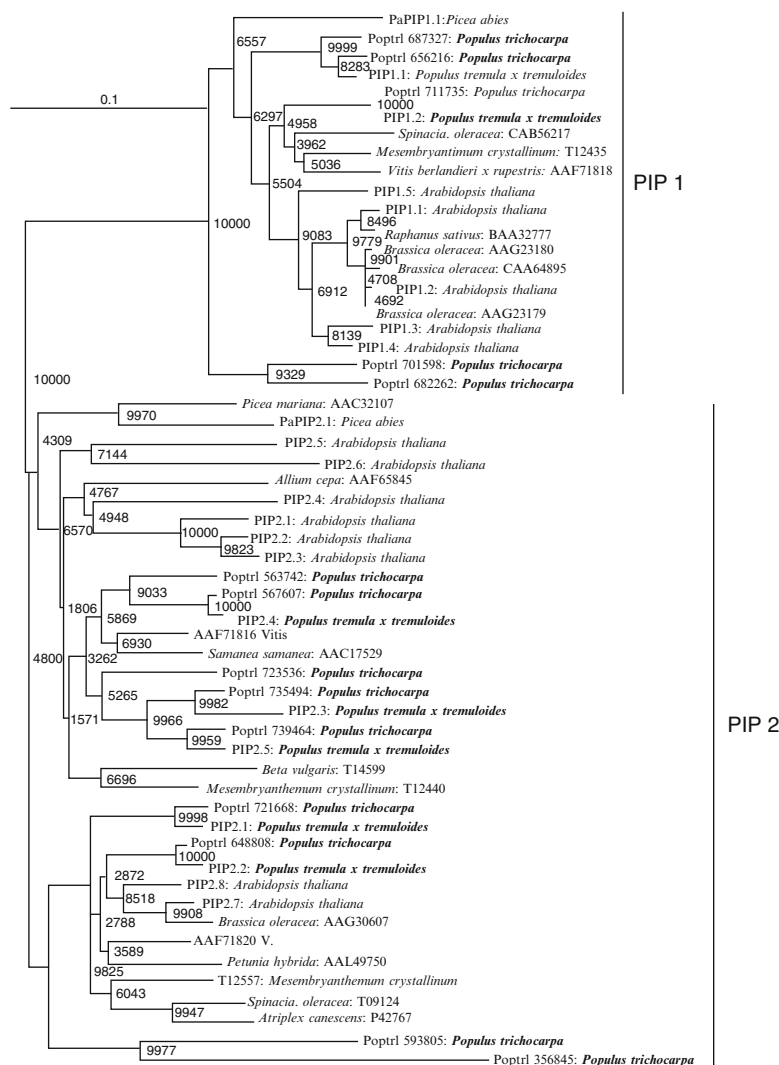 PaPIP1.1: Picea abies
6557
Poptrl 687327: Populus trichocarpa
9999
Poptrl 656216: Populus trichocarpa
8283
PIP1.1: Populus tremula x tremuloides
Poptrl 711735: Populus trichocarpa
0.1
10000
6297
PIP1.2: Populus tremula x tremuloides
4958
Spinacia. oleracea: CAB56217
3962
Mesembryantimum crystallinum: T12435
5036
Vitis berlandieri x rupestris: AAF71818
PIP 1
5504
PIP1.5: Arabidopsis thaliana
PIP1.1: Arabidopsis thaliana
10000
8496
9083
Raphanus sativus: BAA32777
9779
Brassica oleracea: AAG23180
9901
Brassica oleracea: CAA64895
4708
6912
PIP1.2: Arabidopsis thaliana
4692
Brassica oleracea: AAG23179
PIP1.3: Arabidopsis thaliana
8139
PIP1.4: Arabidopsis thaliana
Poptrl 701598: Populus trichocarpa
9329
10000
Poptrl 682262: Populus trichocarpa
Picea mariana: AAC32107
9970
PaPIP2.1: Picea abies
4309
PIP2.5: Arabidopsis thaliana
7144
PIP2.6: Arabidopsis thaliana
Allium cepa: AAF65845
4767
PIP2.4: Arabidopsis thaliana
4948
6570
PIP2.1: Arabidopsis thaliana
10000
PIP2.2: Arabidopsis thaliana
9823
PIP2.3: Arabidopsis thaliana
Poptrl 563742: Populus trichocarpa
9033
Poptrl 567607: Populus trichocarpa
1806
10000
5869
PIP2.4: Populus tremula x tremuloides
AAF71816 Vitis
6930
4800
3262
Samanea samanea: AAC17529
Poptrl 723536: Populus trichocarpa
5265
Poptrl 735494: Populus trichocarpa
9982
PIP2.3: Populus tremula x tremuloides
1571
9966
PIP 2
Poptrl 739464: Populus trichocarpa
9959
PIP2.5: Populus tremula x tremuloides
Beta vulgaris: T14599
6696
Mesembryanthemum crystallinum: T12440
Poptrl 721668: Populus trichocarpa
9998
PIP2.1: Populus tremula x tremuloides
Poptrl 648808: Populus trichocarpa
10000
PIP2.2: Populus tremula x tremuloides
2872
PIP2.8: Arabidopsis thaliana
8518
PIP2.7: Arabidopsis thaliana
9908
2788
Brassica oleracea: AAG30607
AAF71820 V.
3589
Petunia hybrida: AAL49750
9825
T12557: Mesembryanthemum crystallinum
6043
Spinacia. oleracea: T09124
9947
Atriplex canescens: P42767
Poptrl 593805: Populus trichocarpa
9977
Poptrl 356845: Populus trichocarpa